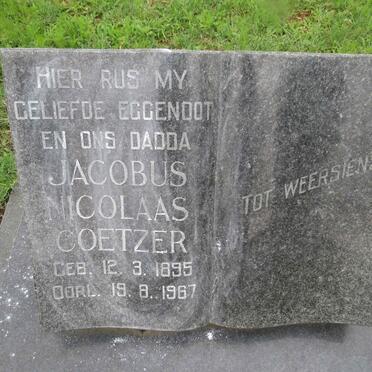 HIER RUS MY
GELIEFDE EGGENOOT
EN ONS DADDA
JACOBUS
NICOLAAS
COETZER
GEB. 12. 3. 1895
OORL. 19. 8. 1967
TOT WEERSIENS